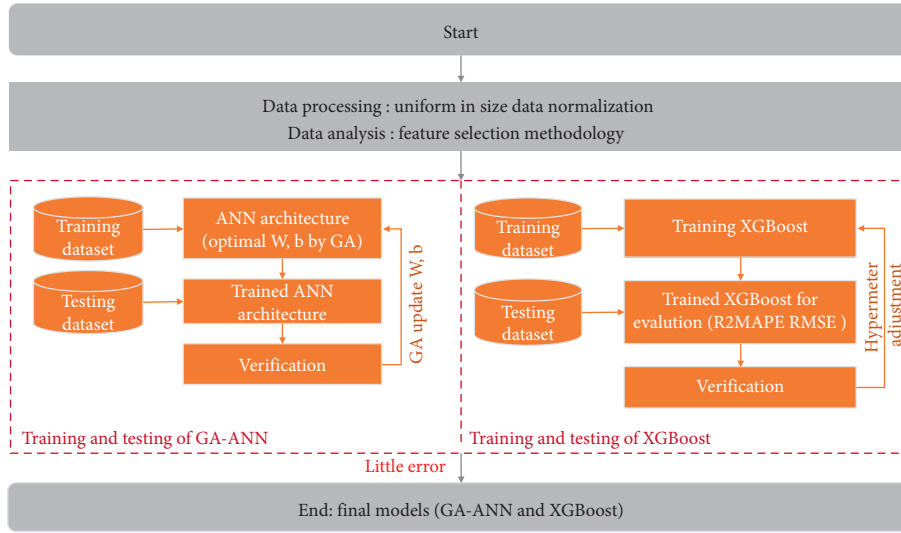 Start
Data processing : uniform in size data normalization
Data analysis : feature selection methodology
Training
dataset
ANN architecture
(optimal W, b by GA)
Testing
dataset
Trained ANN
architecture
Verification
GA update W, b
Training and testing of GA-ANN
Training
dataset
Training XGBoost
Testing
dataset
Trained XGBoost for
evalution (R2MAPE RMSE )
Verification
Hypermeter
adjustment
Training and testing of XGBoost
Little error
End: final models (GA-ANN and XGBoost)